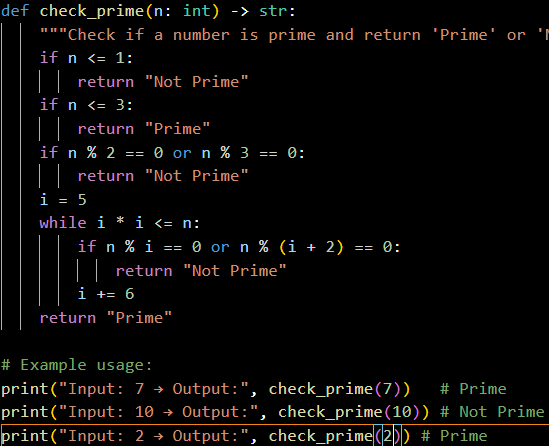 def check_prime(n: int) -> str:
    """Check if a number is prime and return 'Prime' or
    if n <= 1:
        return "Not Prime"
    if n <= 3:
        return "Prime"
    if n % 2 == 0 or n % 3 == 0:
        return "Not Prime"
    i = 5
    while i * i <= n:
        if n % i == 0 or n % (i + 2) == 0:
            return "Not Prime"
        i += 6
    return "Prime"

# Example usage:
print("Input: 7 → Output:", check_prime(7))   # Prime
print("Input: 10 → Output:", check_prime(10)) # Not Prime
print("Input: 2 → Output:", check_prime(2)) # Prime